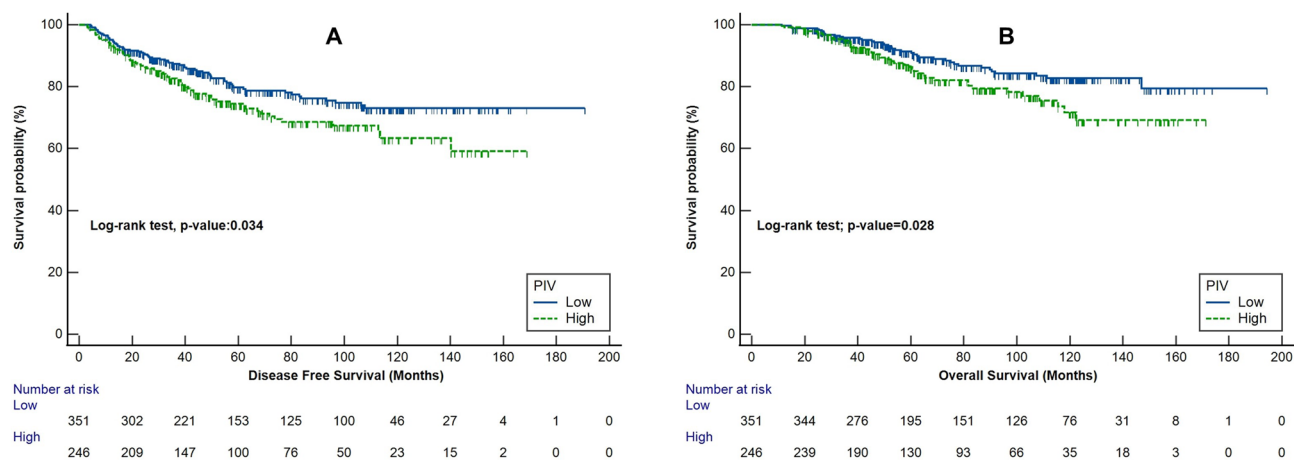 A
Survival probability (%)
100
80
60
40
20
0
Log-rank test, p-value:0.034
PIV
Low
High
0 20 40 60 80 100 120 140 160 180 200
Disease Free Survival (Months)
Number at risk
Low
351 302 221 153 125 100 46 27 4 1 0
High
246 209 147 100 76 50 23 15 2 0 0
B
Survival probability (%)
100
80
60
40
20
0
Log-rank test; p-value=0.028
PIV
Low
High
0 20 40 60 80 100 120 140 160 180 200
Overall Survival (Months)
Number at risk
Low
351 344 276 195 151 126 76 31 8 1 0
High
246 239 190 130 93 66 35 18 3 0 0